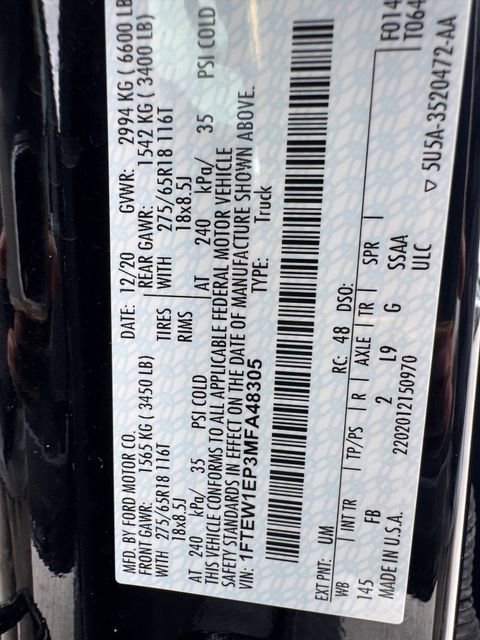 MFD. BY FORD MOTOR CO.
DATE: 12/20 GVWR: 2994 KG ( 6600 LB
FRONT GAWR: 1565 KG ( 3450 LB)
REAR GAWR: 1542 KG ( 3400 LB)
WITH 275/65R18 116T TIRES WITH 275/65R18 116T
18x8.5J RIMS 18x8.5J
AT 240 kPa/ 35 PSI COLD AT 240 kPa/ 35 PSI COLD
THIS VEHICLE CONFORMS TO ALL APPLICABLE FEDERAL MOTOR VEHICLE
SAFETY STANDARDS IN EFFECT ON THE DATE OF MANUFACTURE SHOWN ABOVE.
VIN: 1FTEW1EP3MFA48305 TYPE: Truck
F014
T064
EXT PNT: UM RC: 48 DSO:
WB INT TR TP/PS R AXLE TR SPR
145 FB 2 L9 G SSAA
MADE IN U.S.A. 2202012150970 ULC
▽ 5U5A-3520472-AA